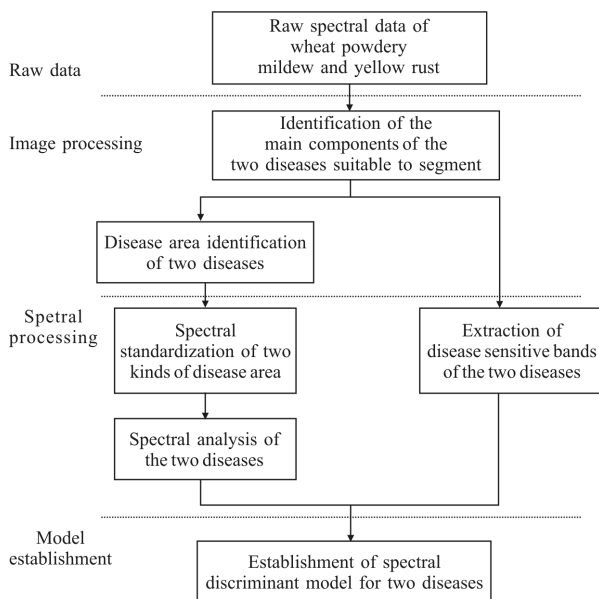 Raw spectral data of
wheat powdery
mildew and yellow rust
Raw data
Identification of the
main components of the
two diseases suitable to segment
Image processing
Disease area identification
of two diseases
Spetral
processing
Spectral
standardization of two
kinds of disease area
Extraction of
disease sensitive bands
of the two diseases
Spectral analysis of
the two diseases
Model
establishment
Establishment of spectral
discriminant model for two diseases